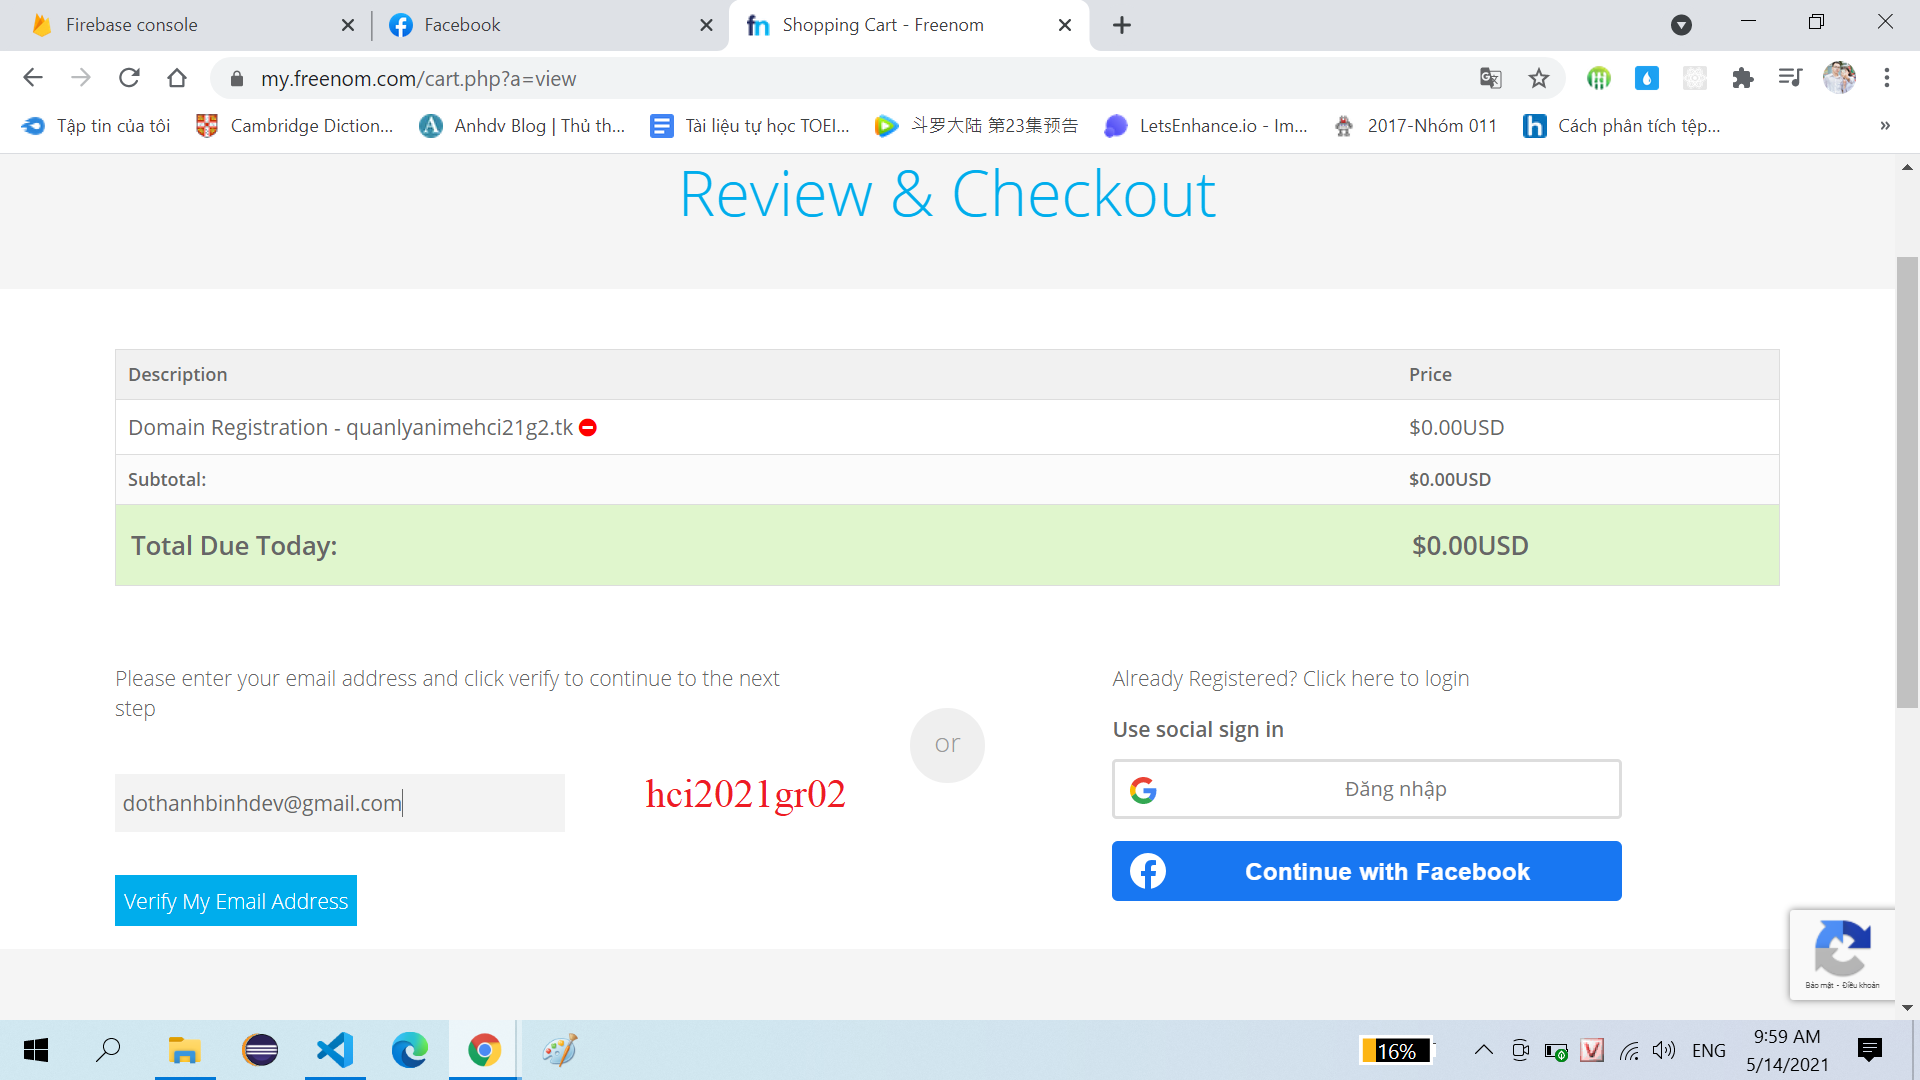 Firebase console
Facebook
Shopping Cart - Freenom
my.freenom.com/cart.php?a=view
Tập tin của tôi
Cambridge Diction...
Anhdv Blog | Thủ th...
Tài liệu tự học TOEI...
斗罗大陆 第23集预告
LetsEnhance.io - Im...
2017-Nhóm 011
Cách phân tích tệp...
»
Review & Checkout
Description Price
Domain Registration - quanlyanimehci21g2.tk $0.00USD
Subtotal: $0.00USD
Total Due Today: $0.00USD
Please enter your email address and click verify to continue to the next
step
dothanhbinhdev@gmail.com
hci2021gr02
Verify My Email Address
or
Already Registered? Click here to login
Use social sign in
Đăng nhập
Continue with Facebook
Bảo mật - Điều khoản
16%
ENG
9:59 AM
5/14/2021